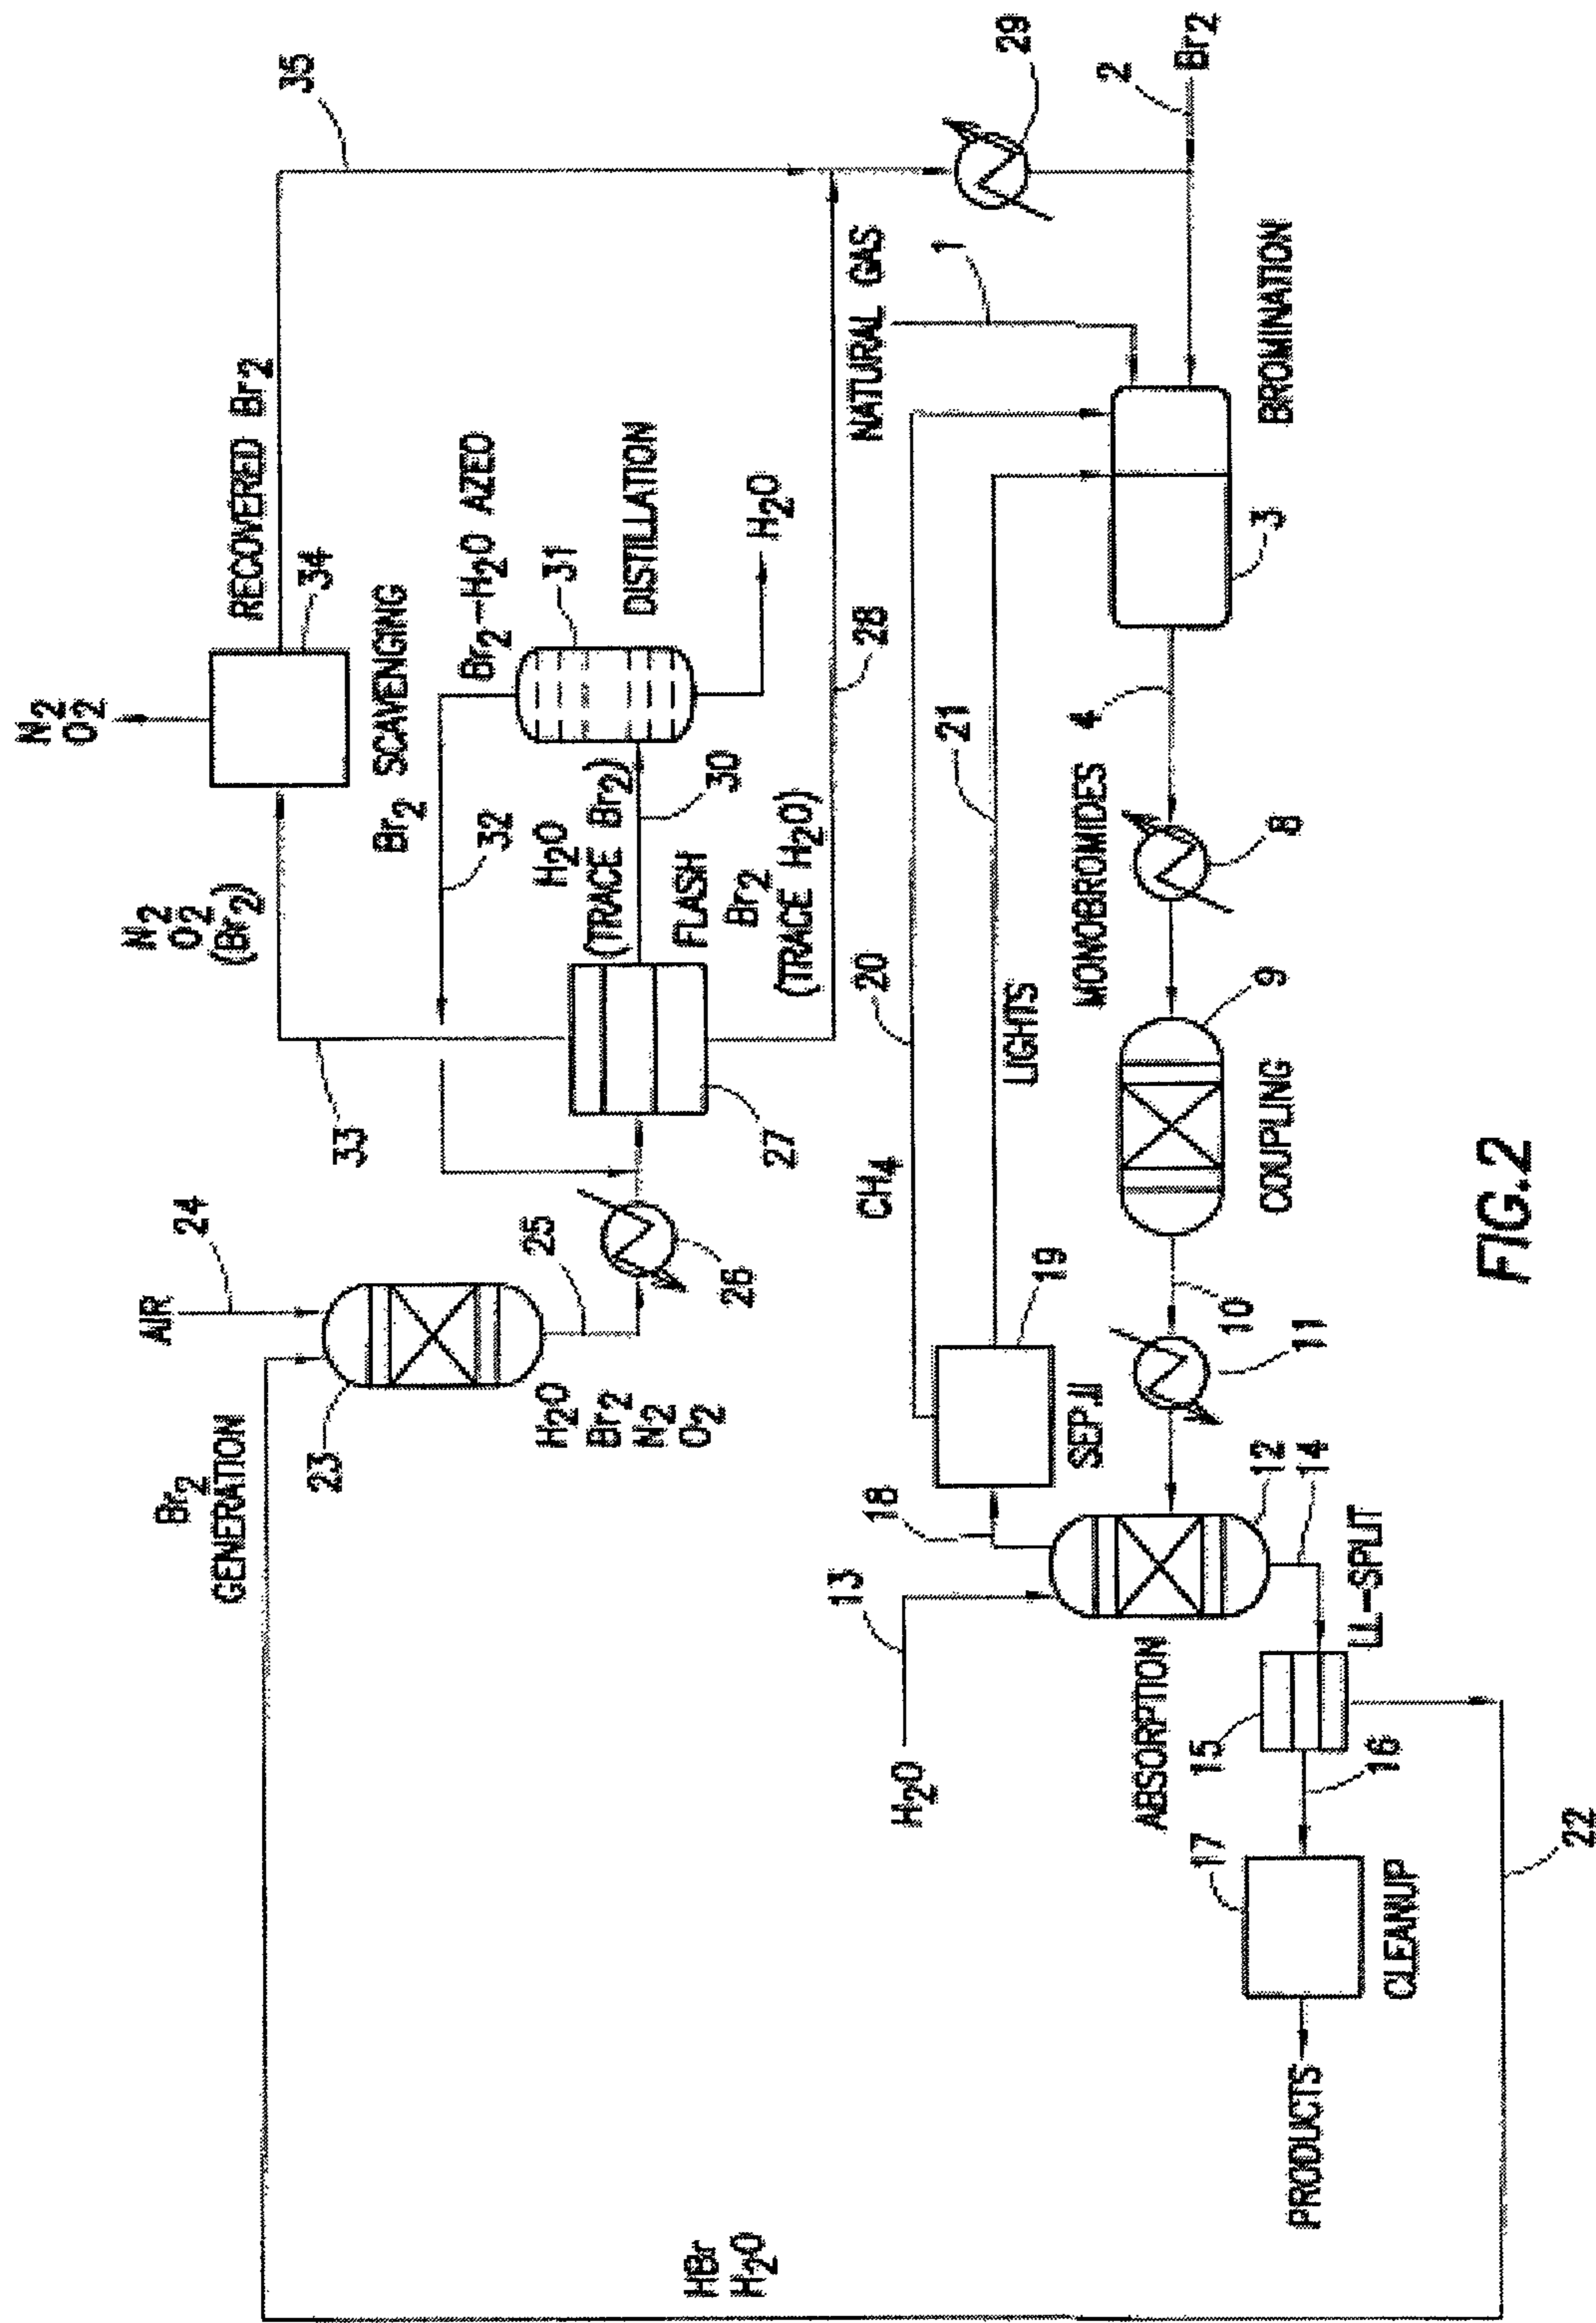 N2
O2
RECOVERED Br2
34
35
Br2 SCAVENGING
N2
O2
(Br2)
33
32
Br2–H2O AZEO
31
DISTILLATION
H2O
H2O
(TRACE Br2)
30
FLASH
27
Br2
(TRACE H2O)
28
29
AIR
24
Br2
GENERATION
23
25
26
H2O
Br2
N2
O2
NATURAL GAS
1
2
Br2
BROMINATION
3
4
MONOBROMIDES
8
9
COUPLING
10
11
20
CH4
21
LIGHTS
19
SEP.II
18
13
H2O
ABSORPTION
12
14
LL–SPLIT
15
16
17
CLEANUP
PRODUCTS
22
HBr
H2O
FIG.2